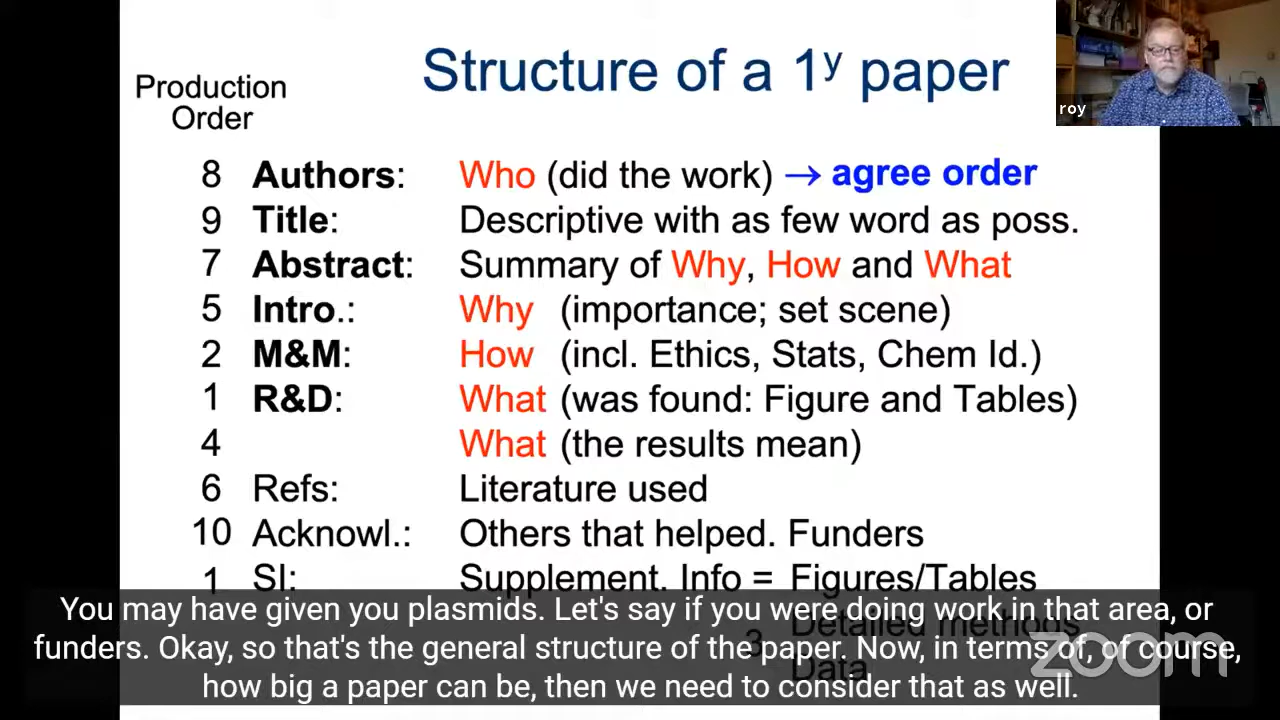 Structure of a 1ʸ paper
Production
Order
roy
8 Authors: Who (did the work) → agree order
9 Title: Descriptive with as few word as poss.
7 Abstract: Summary of Why, How and What
5 Intro.: Why (importance; set scene)
2 M&M: How (incl. Ethics, Stats, Chem Id.)
1 R&D: What (was found: Figure and Tables)
4 What (the results mean)
6 Refs: Literature used
10 Acknowl.: Others that helped. Funders
1 SI: Supplement. Info = Figures/Tables
3 Detailed methods
Data
You may have given you plasmids. Let's say if you were doing work in that area, or
funders. Okay, so that's the general structure of the paper. Now, in terms of, of course,
how big a paper can be, then we need to consider that as well.
zoom